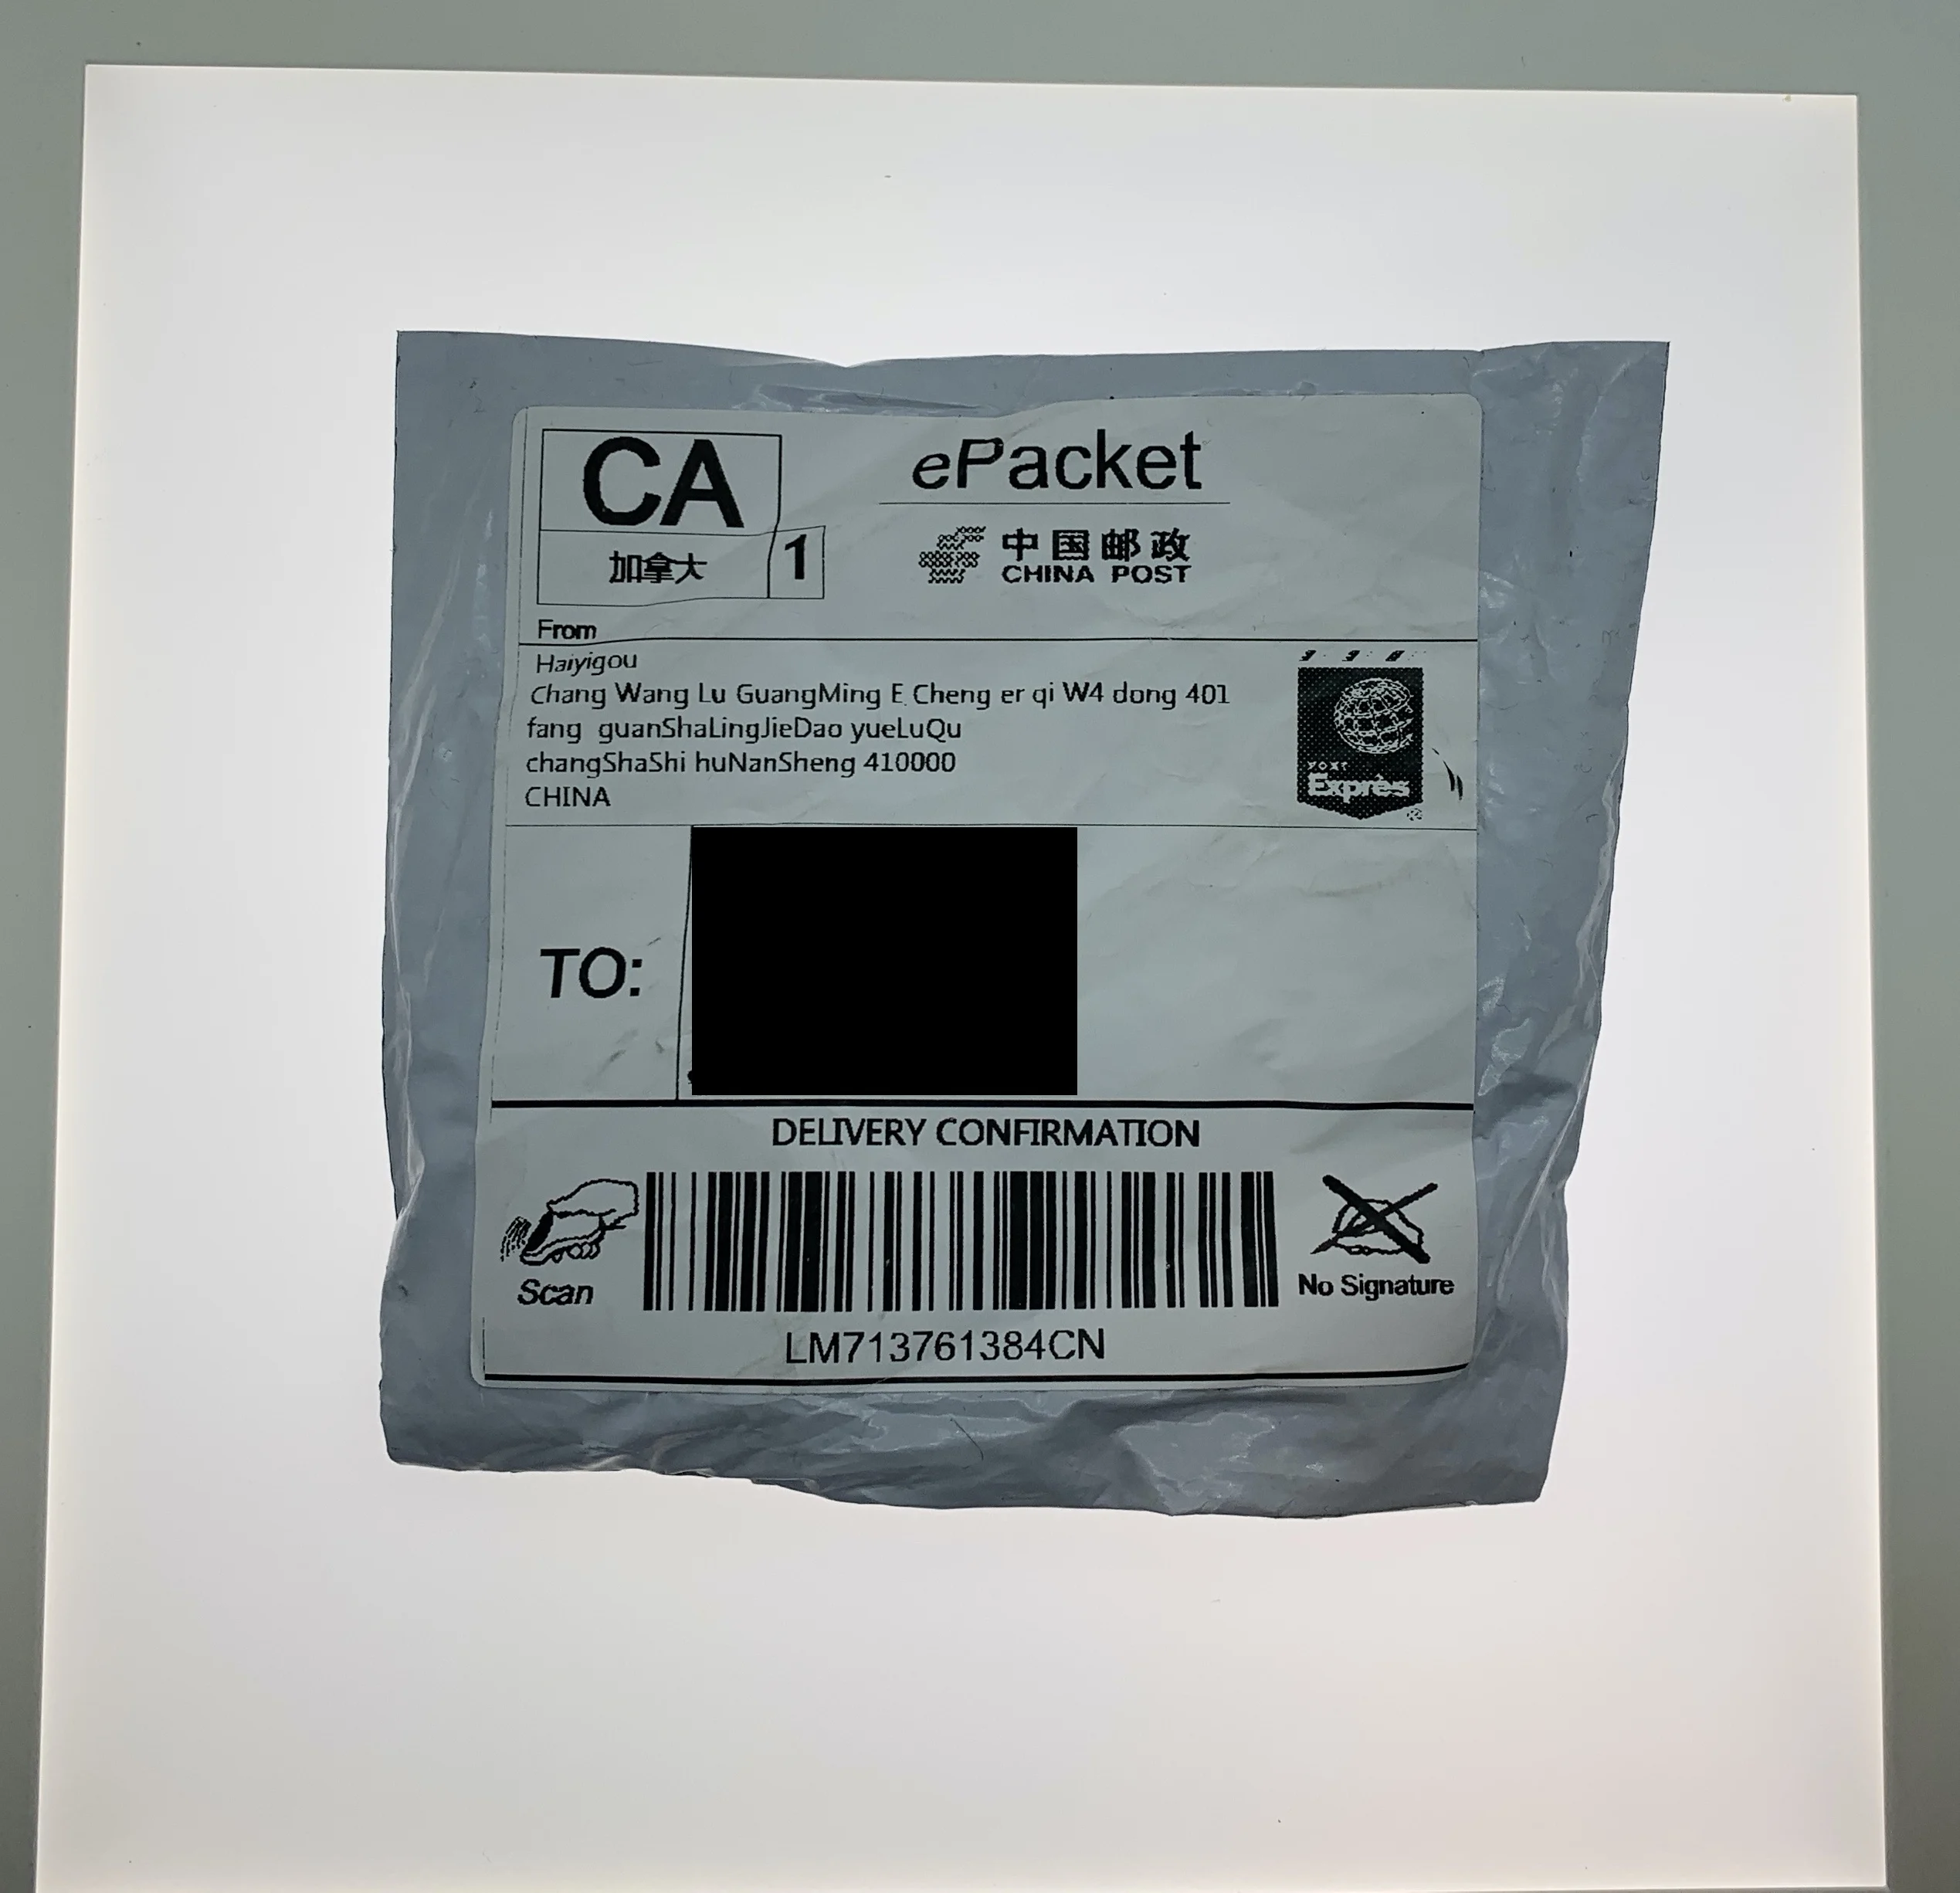 CA
加拿大 1
ePacket
中国邮政
CHINA POST
From
Haiyigou
Chang Wang Lu GuangMing E Cheng er qi W4 dong 401
fang guanShaLingJieDao yueLuQu
changShaShi huNanSheng 410000
CHINA
Exprès
TO:
DELIVERY CONFIRMATION
Scan
No Signature
LM713761384CN